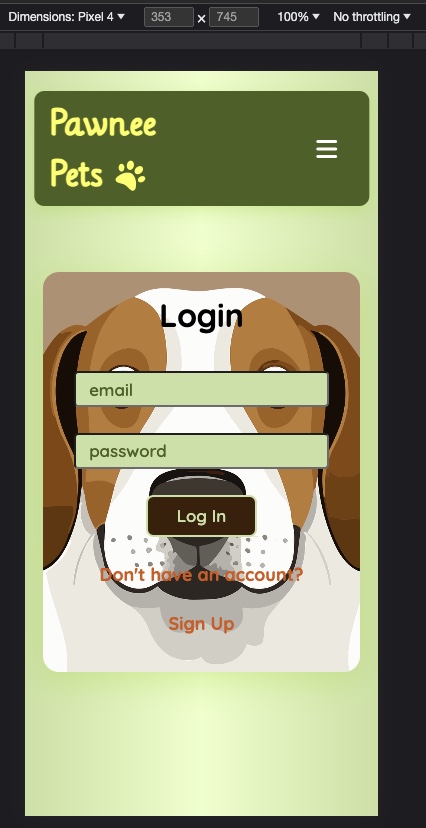 Dimensions: Pixel 4 353 x 745 100% No throttling
Pawnee
Pets
Login
email
password
Log In
Don't have an account?
Sign Up